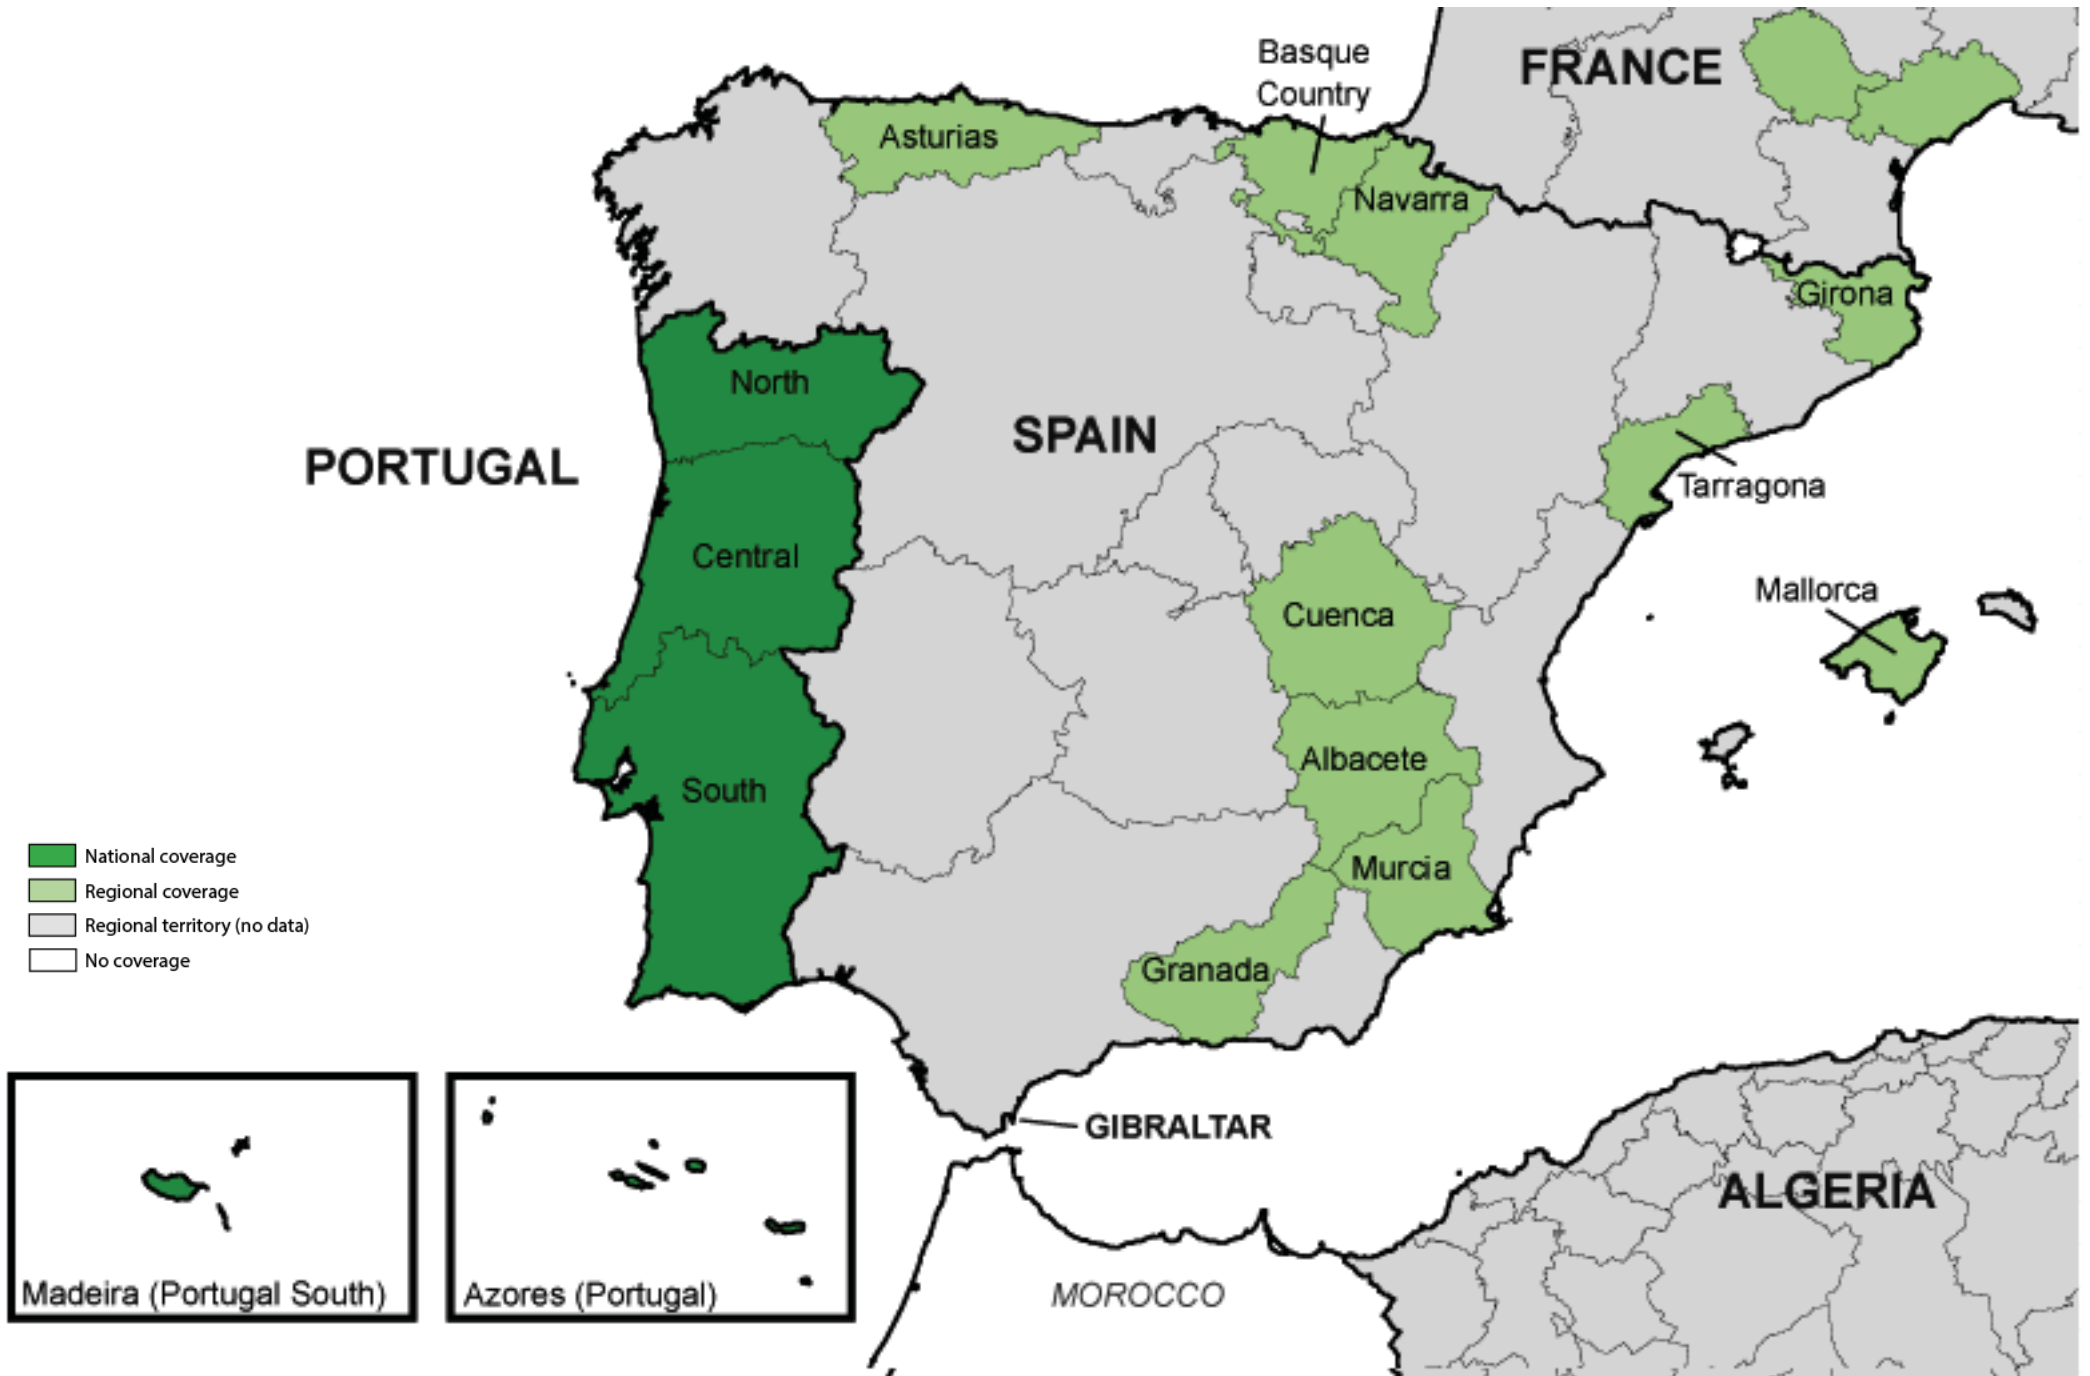 Basque
Country
FRANCE
Asturias
Navarra
Girona
North
SPAIN
PORTUGAL
Tarragona
Central
Mallorca
Cuenca
Albacete
South
Murcia
National coverage
Regional coverage
Regional territory (no data)
No coverage
Granada
GIBRALTAR
ALGERIA
Madeira (Portugal South)
Azores (Portugal)
MOROCCO